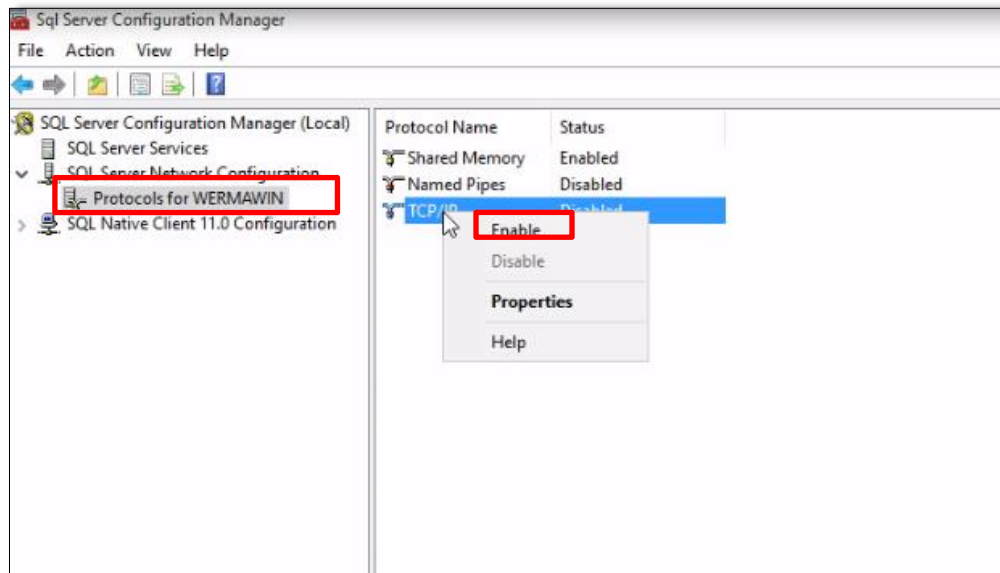 Sql Server Configuration Manager
File Action View Help
SQL Server Configuration Manager (Local)
SQL Server Services
SQL Server Network Configuration
Protocols for WERMAWIN
SQL Native Client 11.0 Configuration
Protocol Name Status
Shared Memory Enabled
Named Pipes Disabled
TCP/IP Disabled
Enable
Disable
Properties
Help